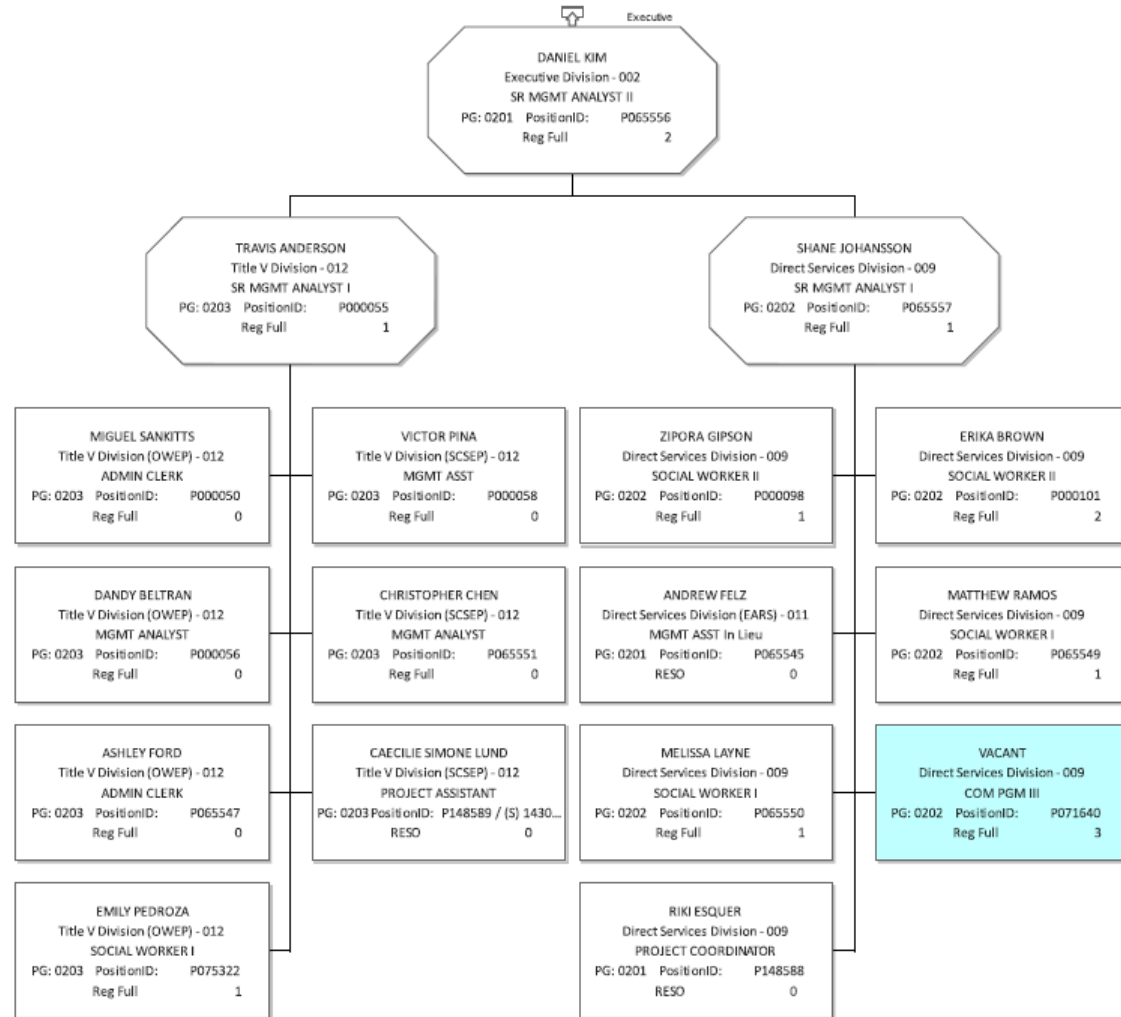 Executive
DANIEL KIM
Executive Division - 002
SR MGMT ANALYST II
PG: 0201 PositionID: P065556
Reg Full 2
TRAVIS ANDERSON
Title V Division - 012
SR MGMT ANALYST I
PG: 0203 PositionID: P000055
Reg Full 1
SHANE JOHANSSON
Direct Services Division - 009
SR MGMT ANALYST I
PG: 0202 PositionID: P065557
Reg Full 1
MIGUEL SANKITTS
Title V Division (OWEP) - 012
ADMIN CLERK
PG: 0203 PositionID: P000050
Reg Full 0
VICTOR PINA
Title V Division (SCSEP) - 012
MGMT ASST
PG: 0203 PositionID: P000058
Reg Full 0
ZIPORA GIPSON
Direct Services Division - 009
SOCIAL WORKER II
PG: 0202 PositionID: P000098
Reg Full 1
ERIKA BROWN
Direct Services Division - 009
SOCIAL WORKER II
PG: 0202 PositionID: P000101
Reg Full 2
DANDY BELTRAN
Title V Division (OWEP) - 012
MGMT ANALYST
PG: 0203 PositionID: P000056
Reg Full 0
CHRISTOPHER CHEN
Title V Division (SCSEP) - 012
MGMT ANALYST
PG: 0203 PositionID: P065551
Reg Full 0
ANDREW FELZ
Direct Services Division (EARS) - 011
MGMT ASST In Lieu
PG: 0201 PositionID: P065545
RESO 0
MATTHEW RAMOS
Direct Services Division - 009
SOCIAL WORKER I
PG: 0202 PositionID: P065549
Reg Full 1
ASHLEY FORD
Title V Division (OWEP) - 012
ADMIN CLERK
PG: 0203 PositionID: P065547
Reg Full 0
CAECILIE SIMONE LUND
Title V Division (SCSEP) - 012
PROJECT ASSISTANT
PG: 0203 PositionID: P148589 / (S) 1430...
RESO 0
MELISSA LAYNE
Direct Services Division - 009
SOCIAL WORKER I
PG: 0202 PositionID: P065550
Reg Full 1
VACANT
Direct Services Division - 009
COM PGM III
PG: 0202 PositionID: P071640
Reg Full 3
EMILY PEDROZA
Title V Division (OWEP) - 012
SOCIAL WORKER I
PG: 0203 PositionID: P075322
Reg Full 1
RIKI ESQUER
Direct Services Division - 009
PROJECT COORDINATOR
PG: 0201 PositionID: P148588
RESO 0